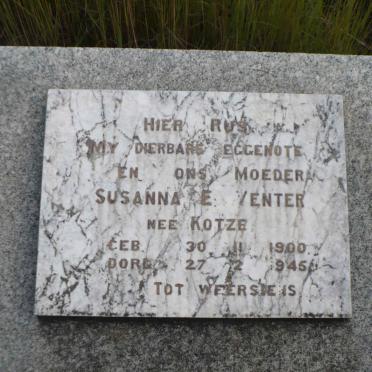 HIER RUS
MY DIERBARE EGGENOTE
EN ONS MOEDER
SUSANNA E. VENTER
NEE KOTZE
GEB. 30 11 1900
27 1945
TOT WEERSIENS